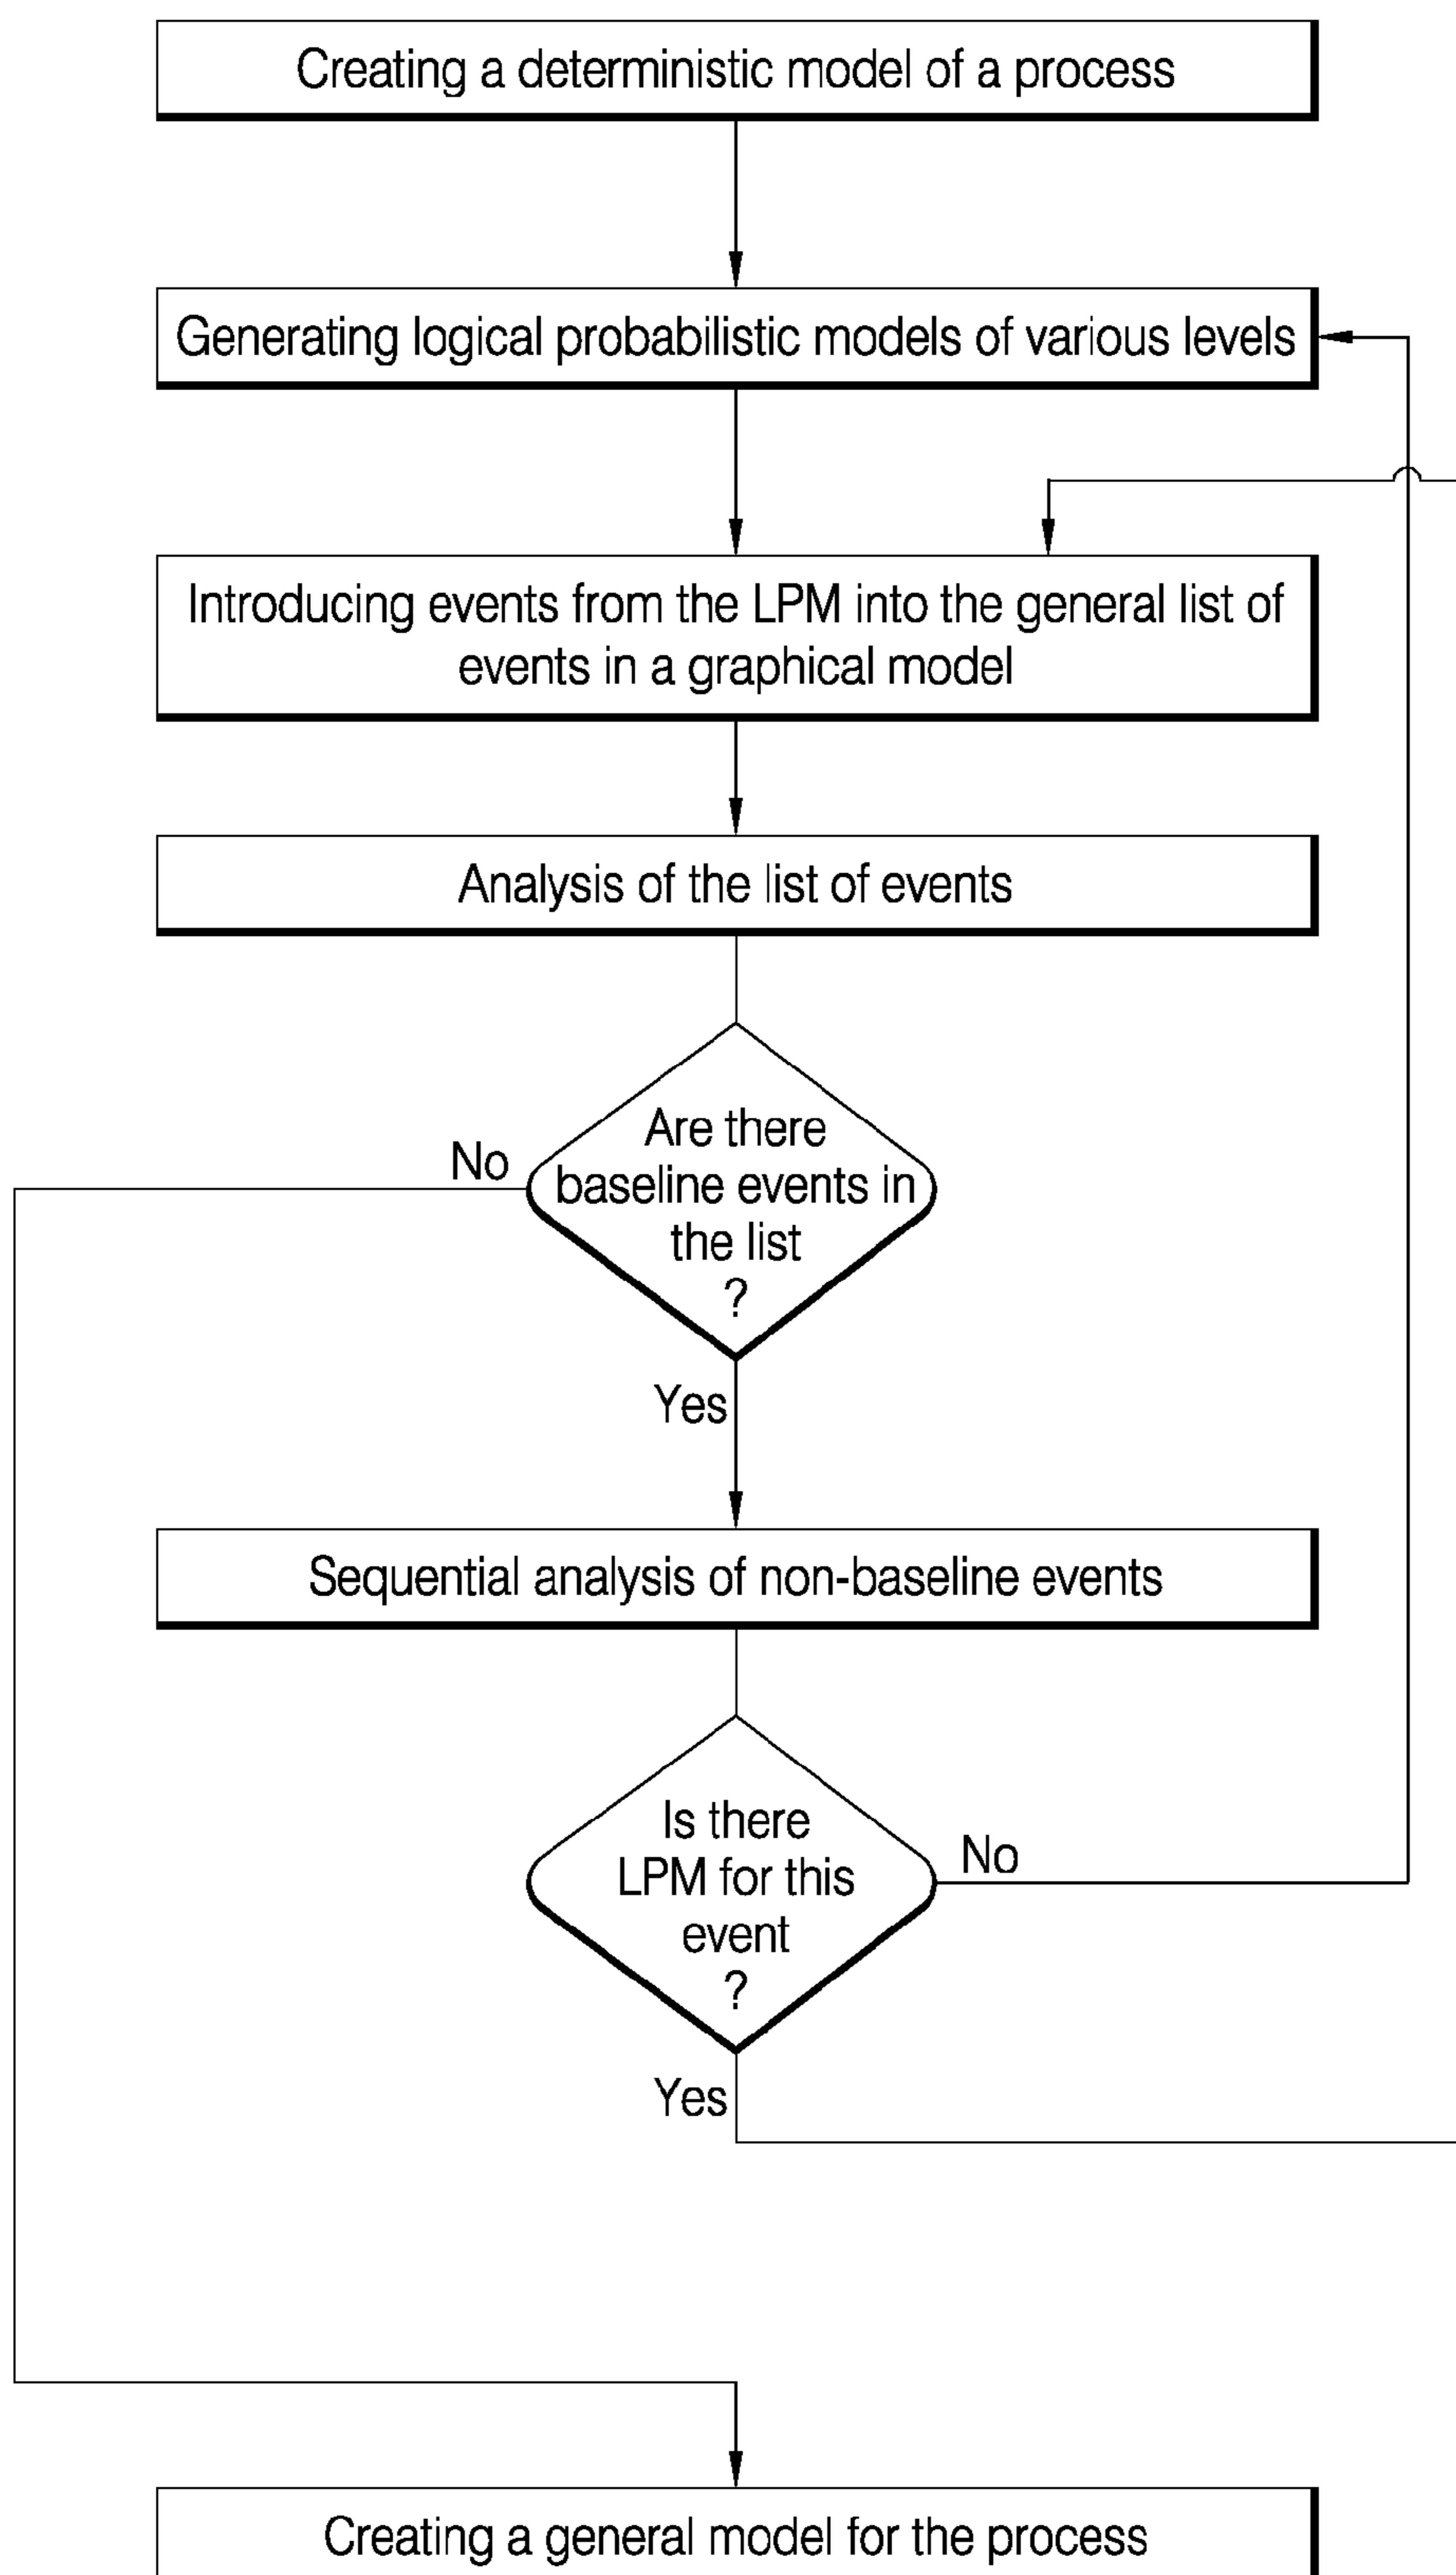 Creating a deterministic model of a process
Generating logical probabilistic models of various levels
Introducing events from the LPM into the general list of
events in a graphical model
Analysis of the list of events
Are there
baseline events in
the list
?
No
Yes
Sequential analysis of non-baseline events
Is there
LPM for this
event
?
No
Yes
Creating a general model for the process